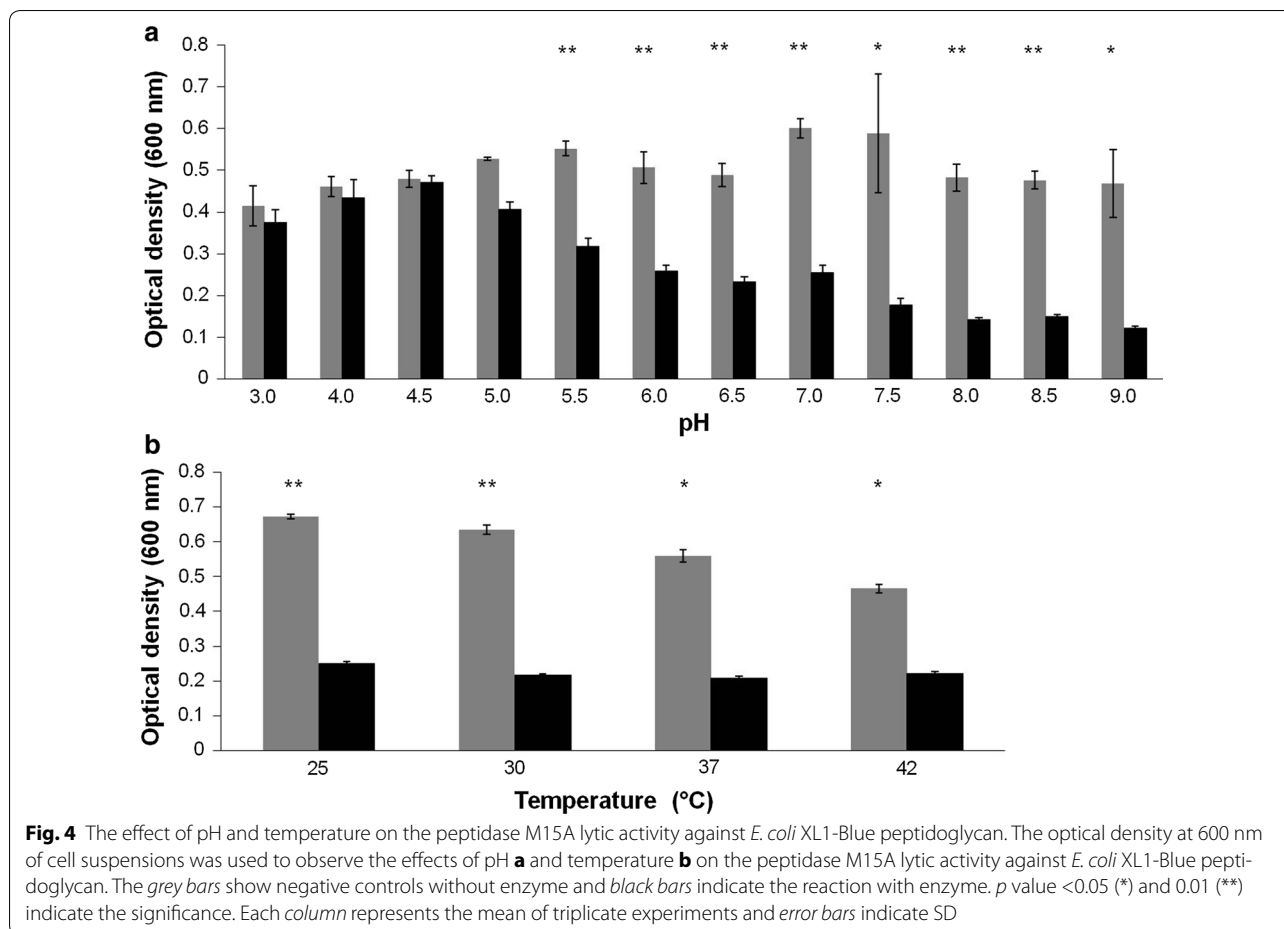 a
Optical density (600 nm)
0.8
0.7
0.6
0.5
0.4
0.3
0.2
0.1
0
** ** ** ** * ** ** *
3.0 4.0 4.5 5.0 5.5 6.0 6.5 7.0 7.5 8.0 8.5 9.0
pH
b
Optical density (600 nm)
0.8
0.7
0.6
0.5
0.4
0.3
0.2
0.1
0
** ** * *
25 30 37 42
Temperature (°C)
Fig. 4 The effect of pH and temperature on the peptidase M15A lytic activity against E. coli XL1-Blue peptidoglycan. The optical density at 600 nm
of cell suspensions was used to observe the effects of pH a and temperature b on the peptidase M15A lytic activity against E. coli XL1-Blue pepti-
doglycan. The grey bars show negative controls without enzyme and black bars indicate the reaction with enzyme. p value <0.05 (*) and 0.01 (**)
indicate the significance. Each column represents the mean of triplicate experiments and error bars indicate SD